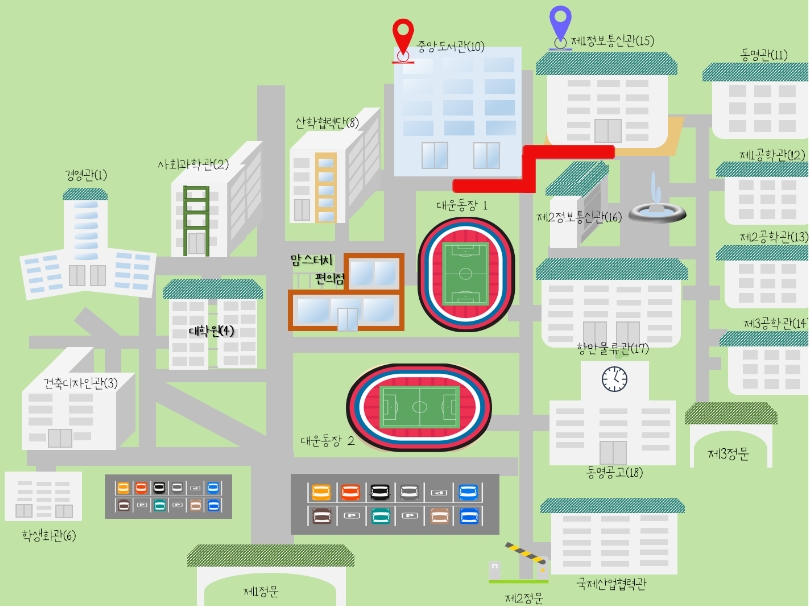 중앙도서관(10)
제1정보통신관(15)
동명관(11)
산학협력단(8)
사회과학관(2)
제1공학관(12)
경영관(1)
대운동장 1
제2정보통신관(16)
제2공학관(13)
맘스터치
편의점
제3공학관(14
대학원(4)
항만물류관(17)
건축디자인관(3)
대운동장 2
제3정문
동명공고(18)
학생회관(6)
국제산업협력관
제1정문
제2정문